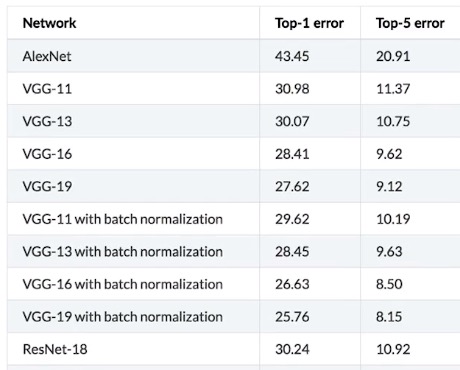 Network Top-1 error Top-5 error
AlexNet 43.45 20.91
VGG-11 30.98 11.37
VGG-13 30.07 10.75
VGG-16 28.41 9.62
VGG-19 27.62 9.12
VGG-11 with batch normalization 29.62 10.19
VGG-13 with batch normalization 28.45 9.63
VGG-16 with batch normalization 26.63 8.50
VGG-19 with batch normalization 25.76 8.15
ResNet-18 30.24 10.92